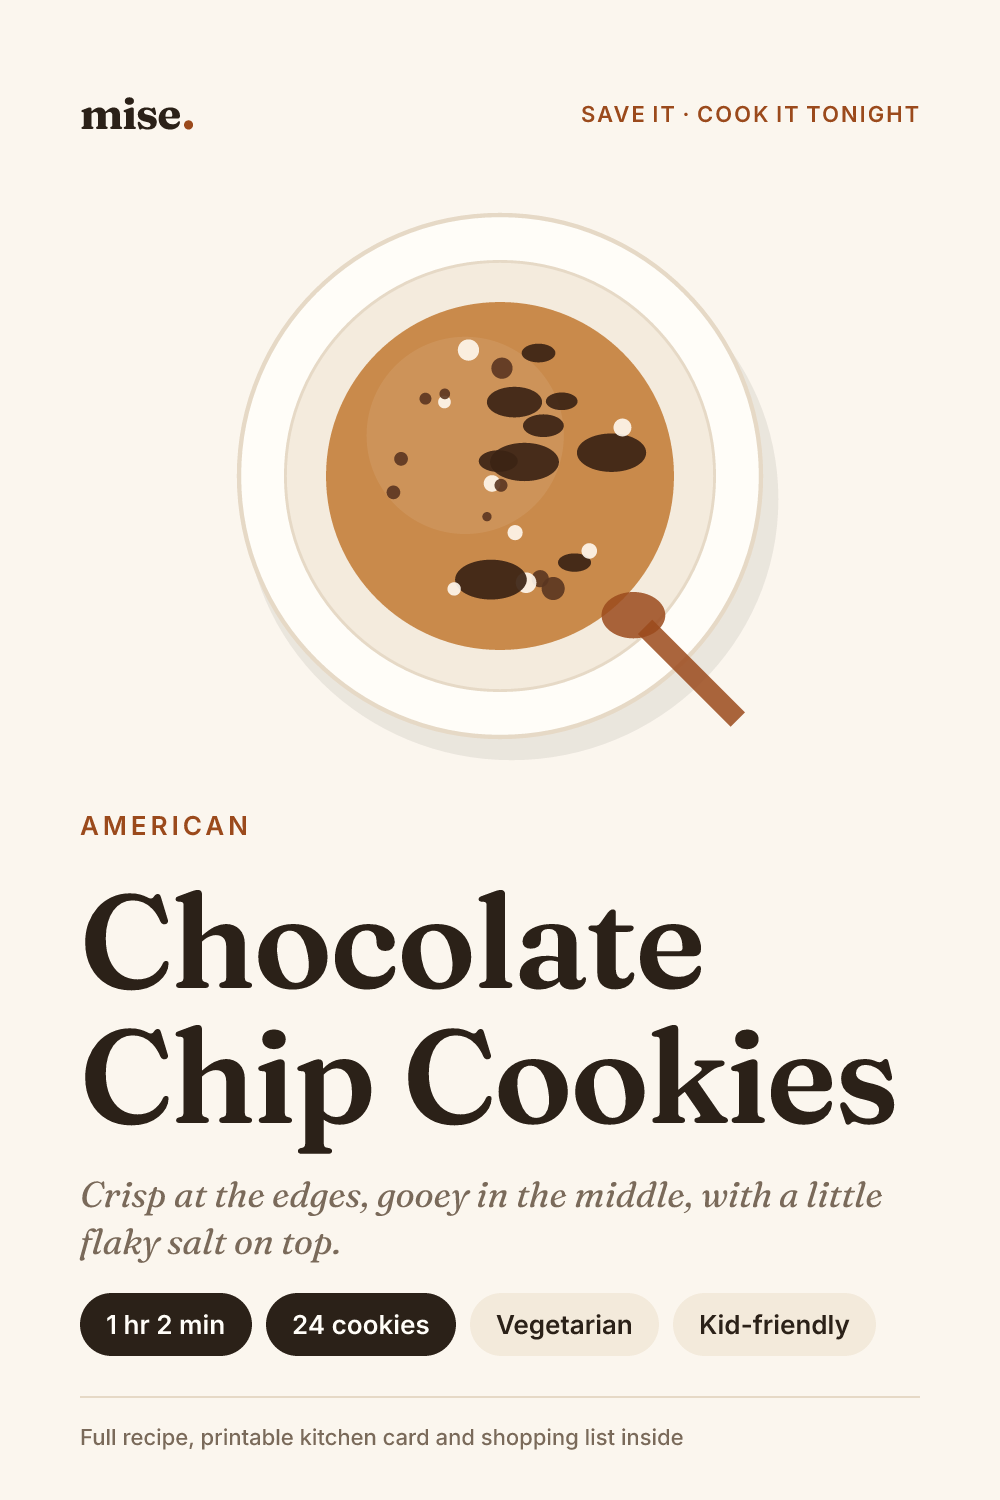 mise.
SAVE IT · COOK IT TONIGHT
AMERICAN
Chocolate
Chip Cookies
Crisp at the edges, gooey in the middle, with a little
flaky salt on top.
1 hr 2 min
24 cookies
Vegetarian
Kid-friendly
Full recipe, printable kitchen card and shopping list inside